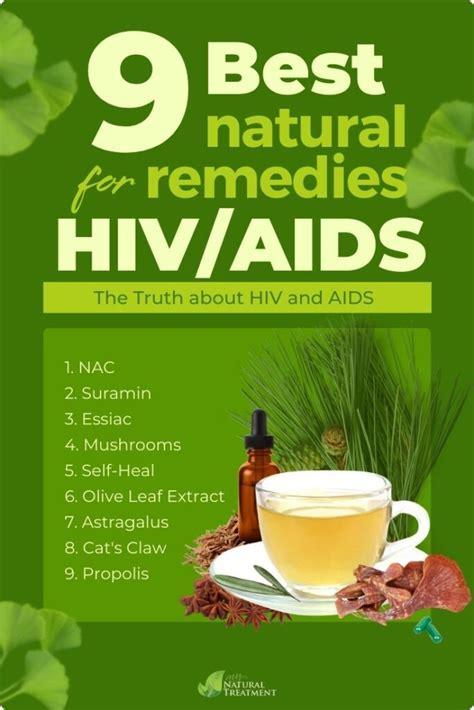 9 Best
natural
for remedies
HIV/AIDS
The Truth about HIV and AIDS
1. NAC
2. Suramin
3. Essiac
4. Mushrooms
5. Self-Heal
6. Olive Leaf Extract
7. Astragalus
8. Cat's Claw
9. Propolis
my
NATURAL
TREATMENT